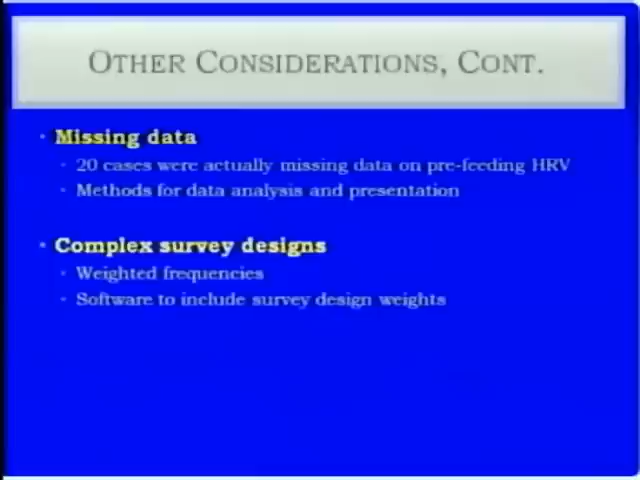 OTHER CONSIDERATIONS, CONT.
Missing data
20 cases were actually missing data on pre-feeding HRV
Methods for data analysis and presentation
Complex survey designs
Weighted frequencies
Software to include survey design weights